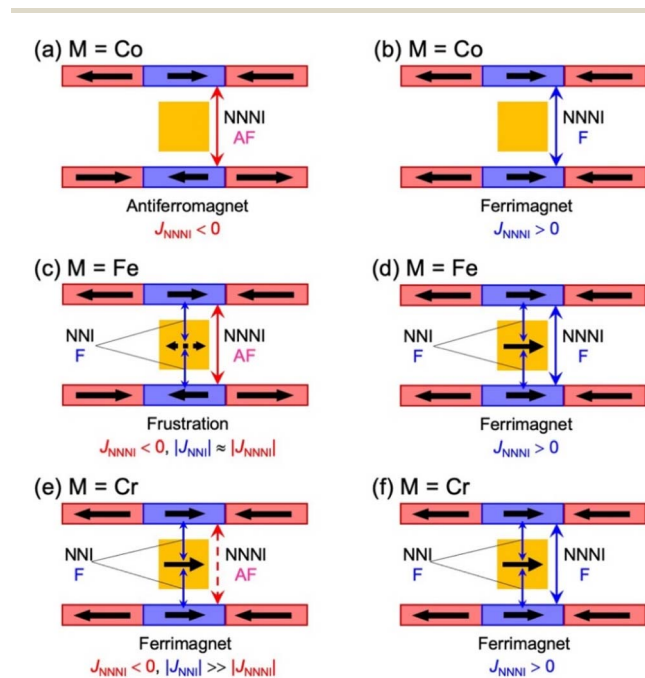 (a) M = Co
NNNI
AF
Antiferromagnet
J_NNNI < 0
(b) M = Co
NNNI
F
Ferrimagnet
J_NNNI > 0
(c) M = Fe
NNI
F
NNNI
AF
Frustration
J_NNNI < 0, |J_NNI| ≈ |J_NNNI|
(d) M = Fe
NNI
F
NNNI
F
Ferrimagnet
J_NNNI > 0
(e) M = Cr
NNI
F
NNNI
AF
Ferrimagnet
J_NNNI < 0, |J_NNI| >> |J_NNNI|
(f) M = Cr
NNI
F
NNNI
F
Ferrimagnet
J_NNNI > 0